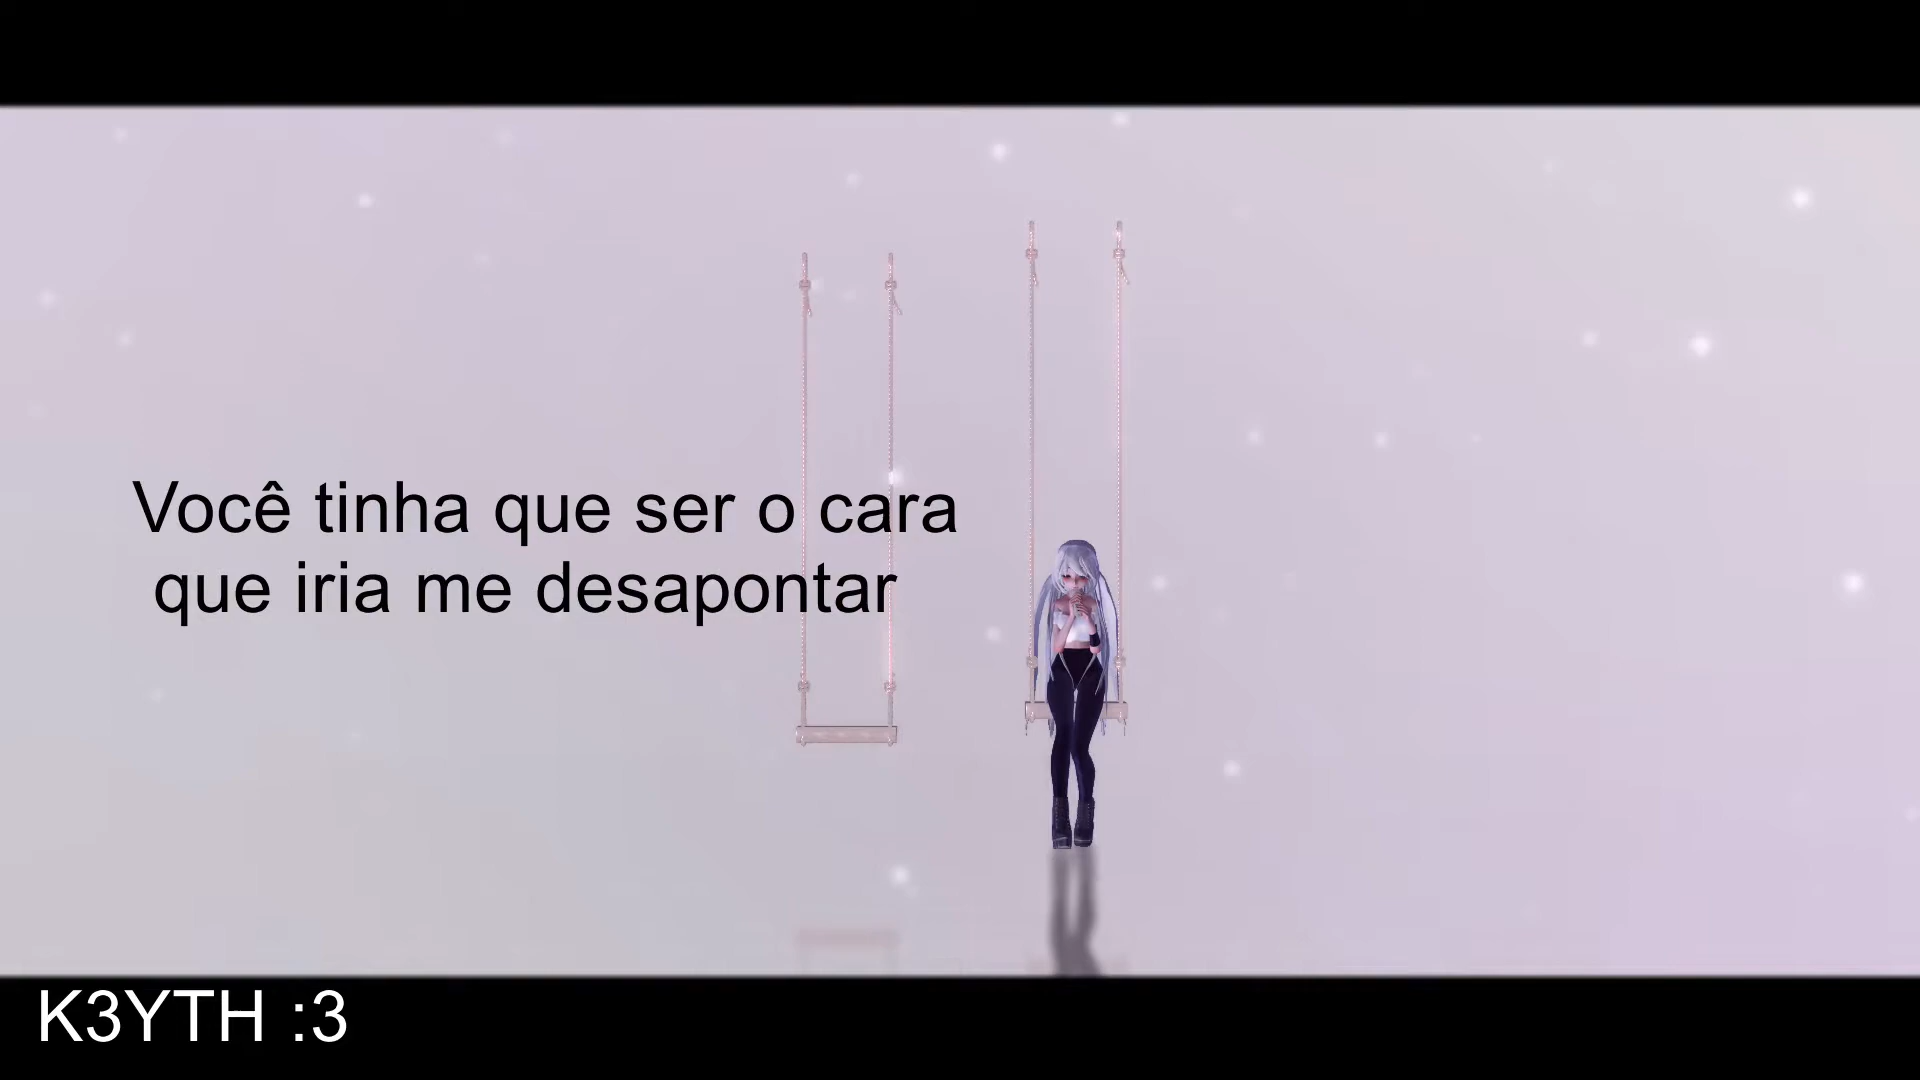 Você tinha que ser o cara
que iria me desapontar
K3YTH :3